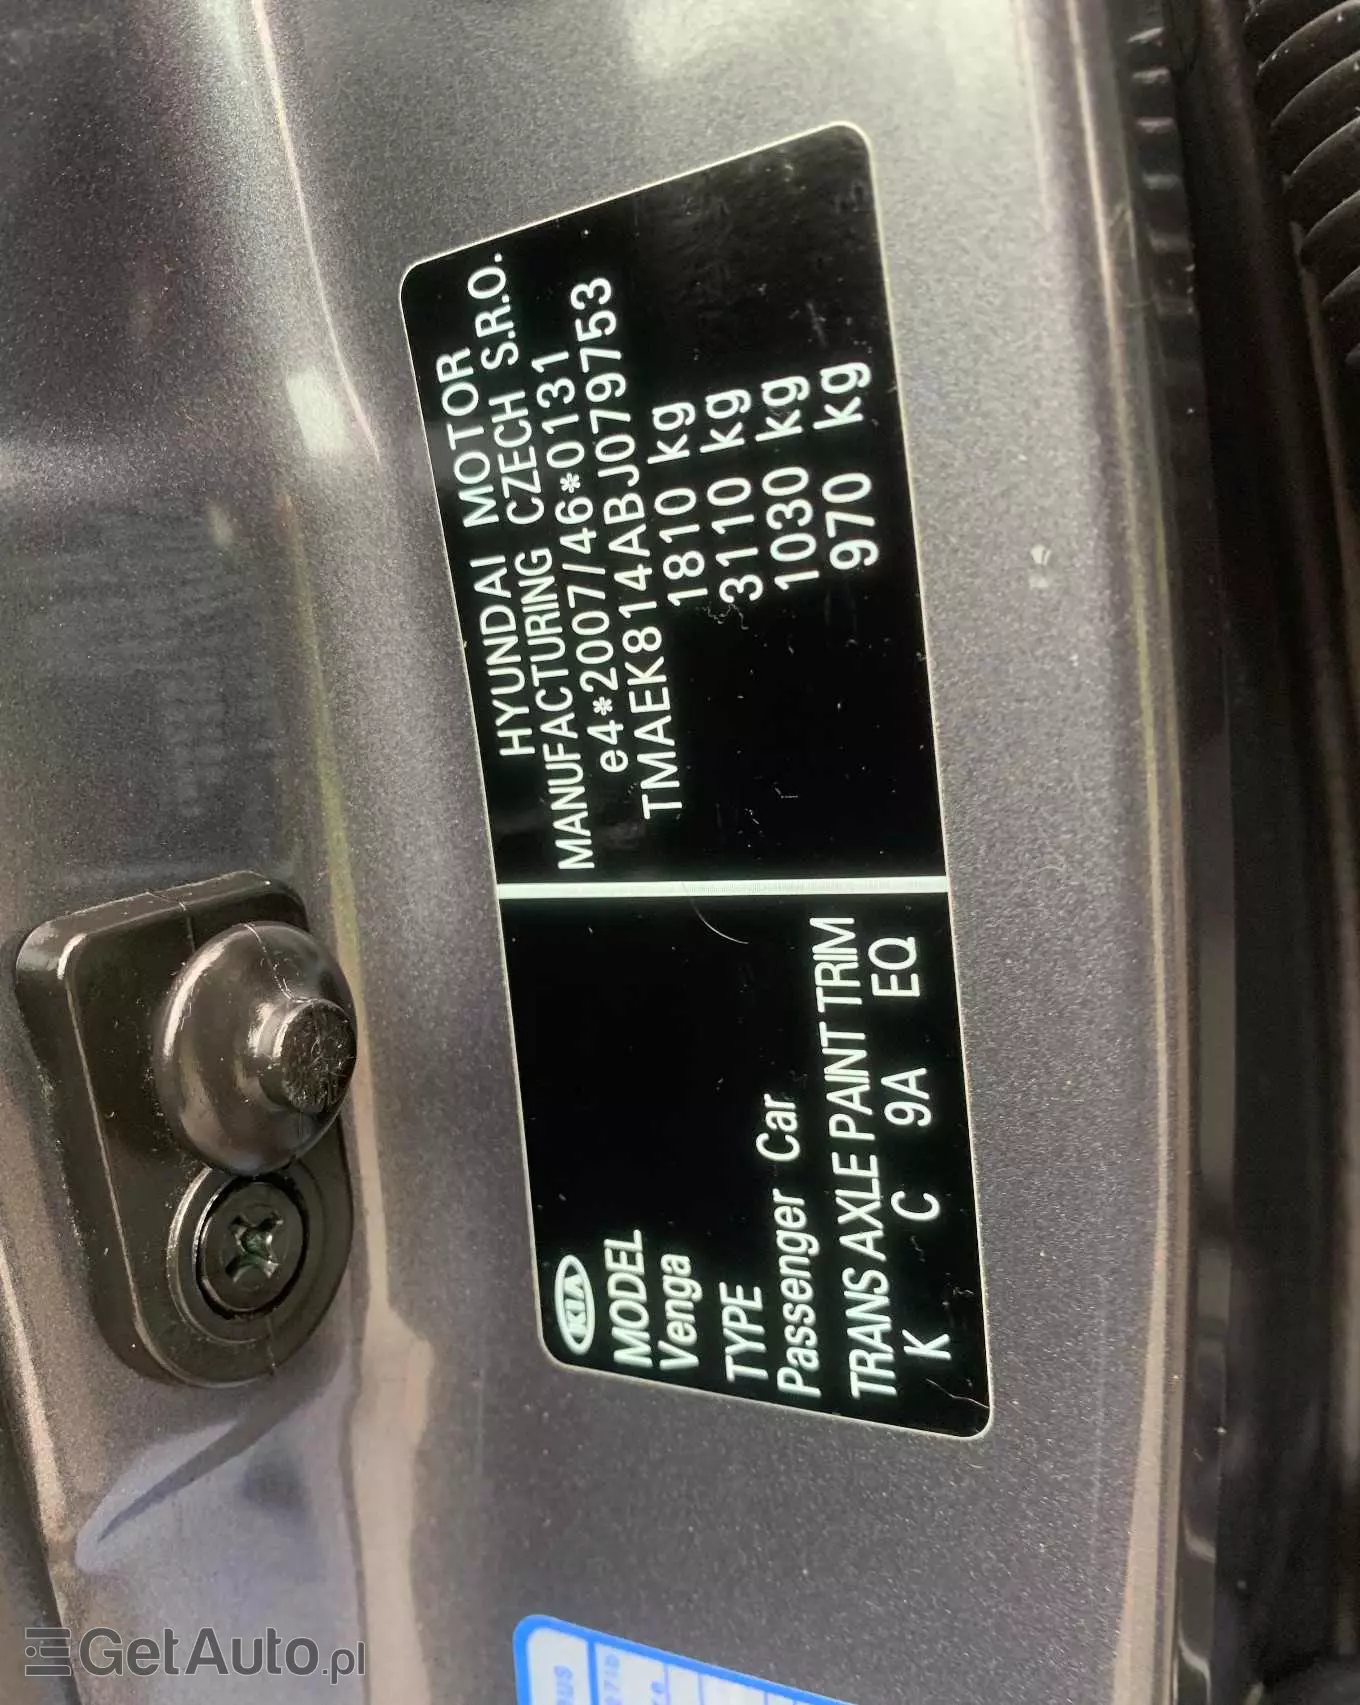 KIA
MODEL
Venga
TYPE
Passenger Car
TRANS AXLE PAINT TRIM
K C 9A EQ
HYUNDAI MOTOR
MANUFACTURING CZECH S.R.O.
e4*2007/46*0131
TMAEK814ABJ079753
1810 kg
3110 kg
1030 kg
970 kg
GetAuto.pl